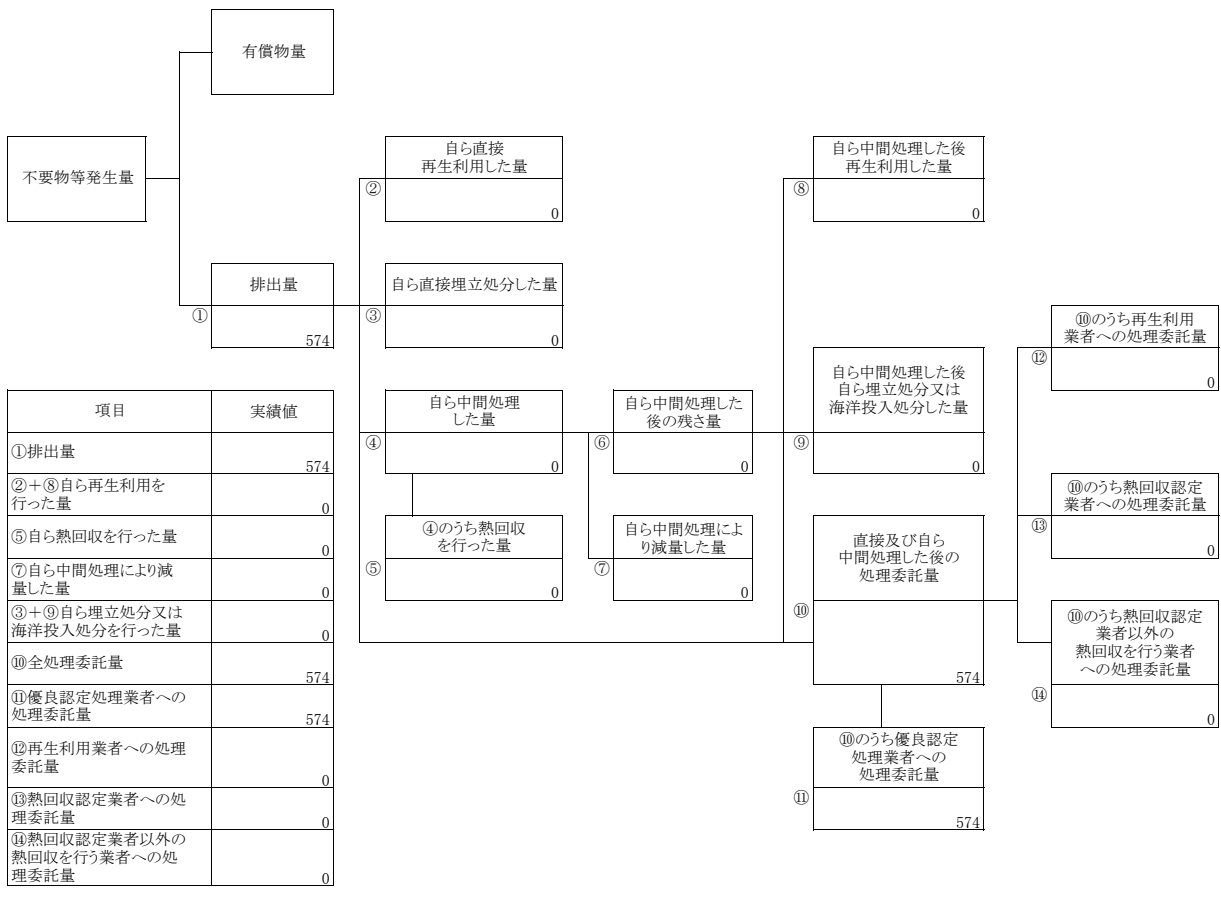 有償物量
不要物等発生量
自ら直接
再生利用した量
②
0
自ら中間処理した後
再生利用した量
⑧
0
排出量
①
574
自ら直接埋立処分した量
③
0
⑩のうち再生利用
業者への処理委託量
⑫
0
自ら中間処理
した量
④
0
自ら中間処理した
後の残さ量
⑥
0
自ら中間処理した後
自ら埋立処分又は
海洋投入処分した量
⑨
0
⑩のうち熱回収認定
業者への処理委託量
⑬
0
④のうち熱回収
を行った量
⑤
0
自ら中間処理によ
り減量した量
⑦
0
直接及び自ら
中間処理した後の
処理委託量
⑩
574
⑩のうち熱回収認定
業者以外の
熱回収を行う業者
への処理委託量
⑭
0
⑩のうち優良認定
処理業者への
処理委託量
⑪
574
項目 実績値
①排出量
574
②＋⑧自ら再生利用を
行った量
0
⑤自ら熱回収を行った量
0
⑦自ら中間処理により減
量した量
0
③＋⑨自ら埋立処分又は
海洋投入処分を行った量
0
⑩全処理委託量
574
⑪優良認定処理業者への
処理委託量
574
⑫再生利用業者への処理
委託量
0
⑬熱回収認定業者への処
理委託量
0
⑭熱回収認定業者以外の
熱回収を行う業者への処
理委託量
0